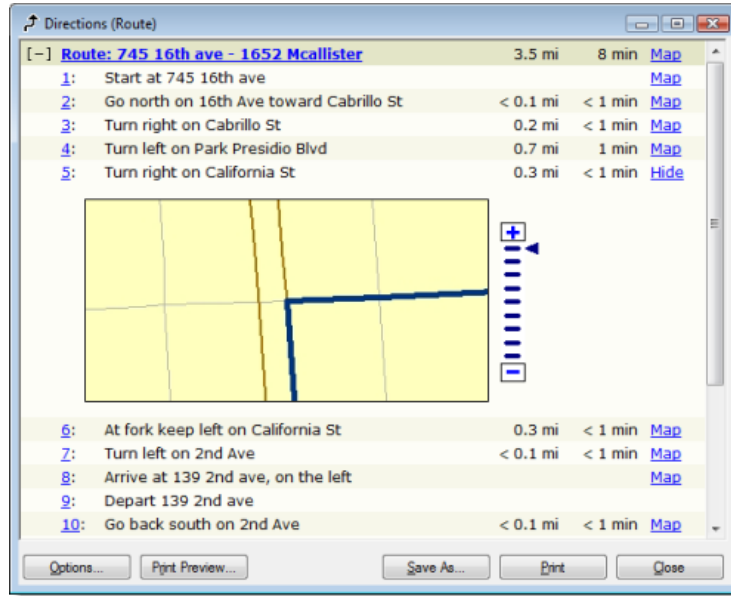 Directions (Route)
[-] Route: 745 16th ave - 1652 Mcallister 3.5 mi 8 min Map
1: Start at 745 16th ave Map
2: Go north on 16th Ave toward Cabrillo St < 0.1 mi < 1 min Map
3: Turn right on Cabrillo St 0.2 mi < 1 min Map
4: Turn left on Park Presidio Blvd 0.7 mi 1 min Map
5: Turn right on California St 0.3 mi < 1 min Hide
+
-
6: At fork keep left on California St 0.3 mi < 1 min Map
7: Turn left on 2nd Ave < 0.1 mi < 1 min Map
8: Arrive at 139 2nd ave, on the left Map
9: Depart 139 2nd ave
10: Go back south on 2nd Ave < 0.1 mi < 1 min Map
Options... Print Preview... Save As... Print Close